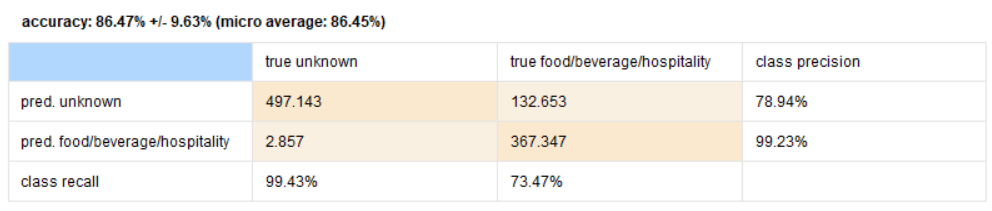 accuracy: 86.47% +/- 9.63% (micro average: 86.45%)
true unknown true food/beverage/hospitality class precision
pred. unknown 497.143 132.653 78.94%
pred. food/beverage/hospitality 2.857 367.347 99.23%
class recall 99.43% 73.47%